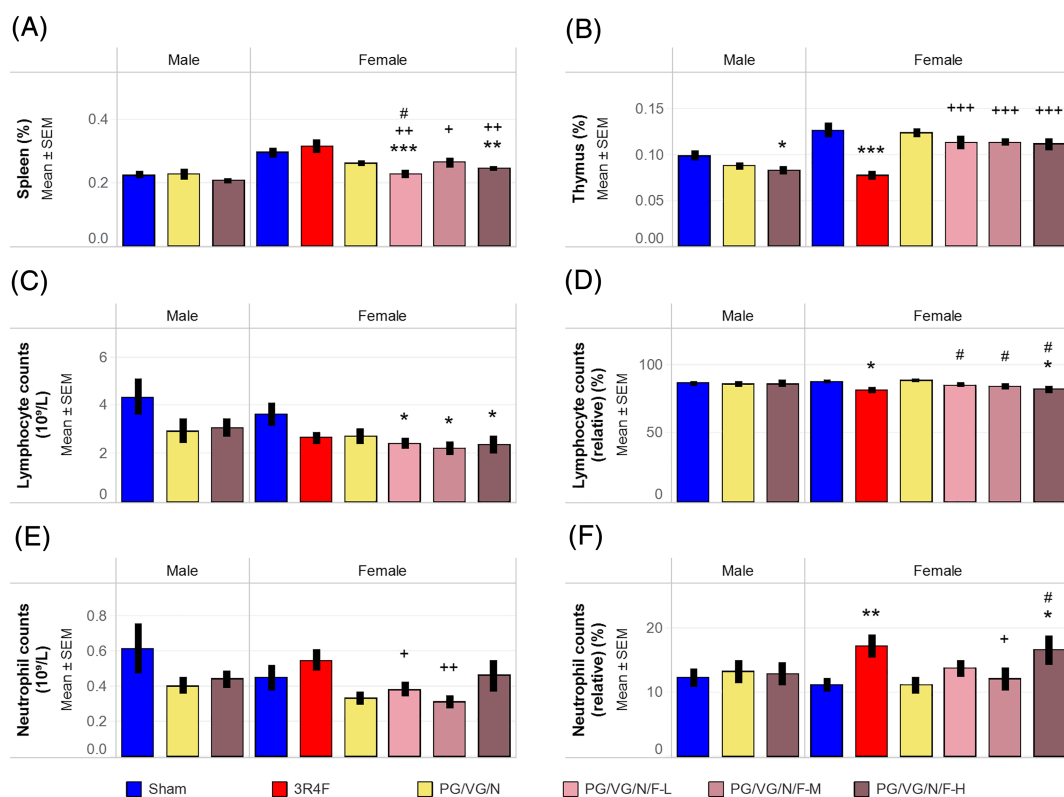 (A)
Male Female
Spleen (%)
Mean ± SEM
0.4
0.2
0.0
#
++
***
+
++
**
(B)
Male Female
Thymus (%)
Mean ± SEM
0.15
0.10
0.05
0.00
*
***
+++
+++
+++
(C)
Male Female
Lymphocyte counts
(10⁹/L)
Mean ± SEM
6
4
2
0
*
*
*
(D)
Male Female
Lymphocyte counts
(relative) (%)
Mean ± SEM
100
50
0
*
#
#
#
*
(E)
Male Female
Neutrophil counts
(10⁹/L)
Mean ± SEM
0.8
0.6
0.4
0.2
0.0
+
++
(F)
Male Female
Neutrophil counts
(relative) (%)
Mean ± SEM
20
10
0
**
+
#
*
Sham 3R4F PG/VG/N PG/VG/N/F-L PG/VG/N/F-M PG/VG/N/F-H